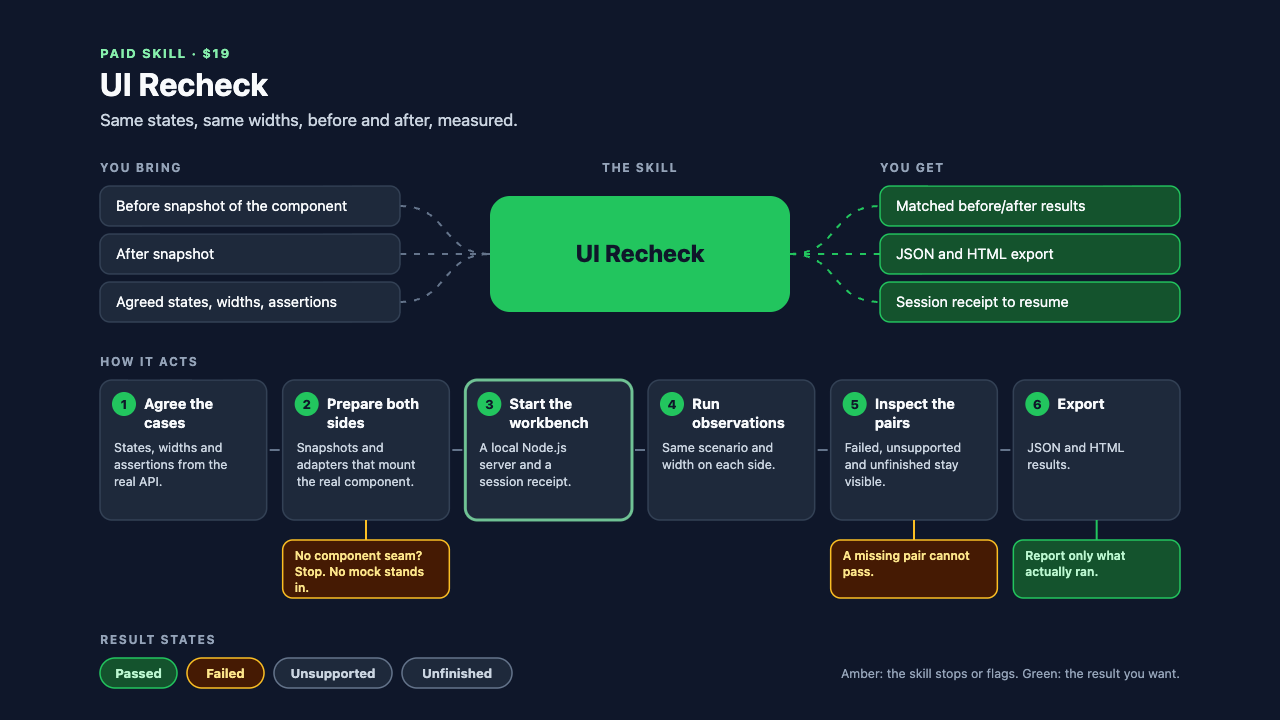 PAID SKILL · $19
UI Recheck
Same states, same widths, before and after, measured.
YOU BRING
Before snapshot of the component
After snapshot
Agreed states, widths, assertions
THE SKILL
UI Recheck
YOU GET
Matched before/after results
JSON and HTML export
Session receipt to resume
HOW IT ACTS
1
Agree the
cases
States, widths and
assertions from the
real API.
2
Prepare both
sides
Snapshots and
adapters that mount
the real component.
No component seam?
Stop. No mock stands
in.
3
Start the
workbench
A local Node.js
server and a
session receipt.
4
Run
observations
Same scenario and
width on each side.
5
Inspect the
pairs
Failed, unsupported
and unfinished stay
visible.
A missing pair cannot
pass.
6
Export
JSON and HTML
results.
Report only what
actually ran.
RESULT STATES
Passed
Failed
Unsupported
Unfinished
Amber: the skill stops or flags. Green: the result you want.